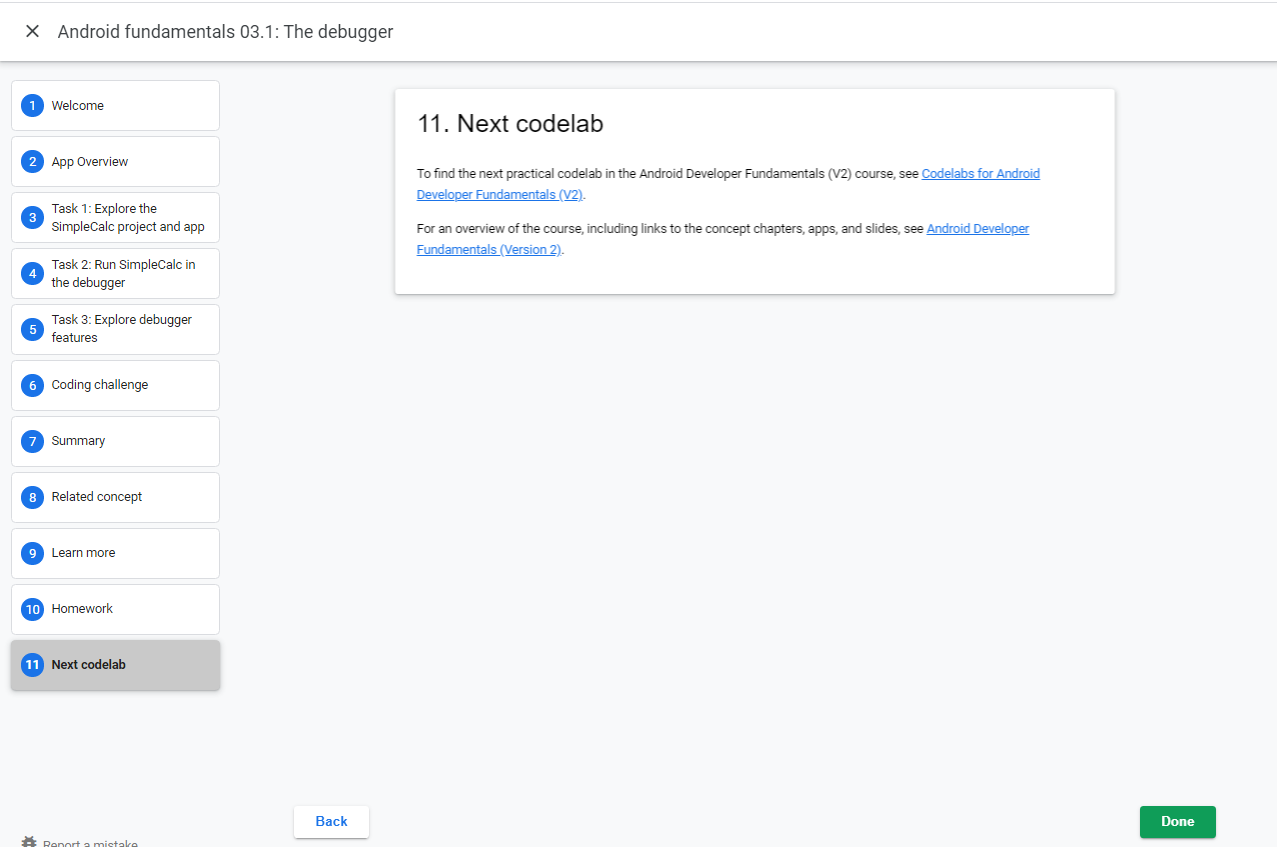 Android fundamentals 03.1: The debugger
1 Welcome
2 App Overview
3 Task 1: Explore the
SimpleCalc project and app
4 Task 2: Run SimpleCalc in
the debugger
5 Task 3: Explore debugger
features
6 Coding challenge
7 Summary
8 Related concept
9 Learn more
10 Homework
11 Next codelab
11. Next codelab
To find the next practical codelab in the Android Developer Fundamentals (V2) course, see Codelabs for Android
Developer Fundamentals (V2).
For an overview of the course, including links to the concept chapters, apps, and slides, see Android Developer
Fundamentals (Version 2).
Back
Done
Report a mistake